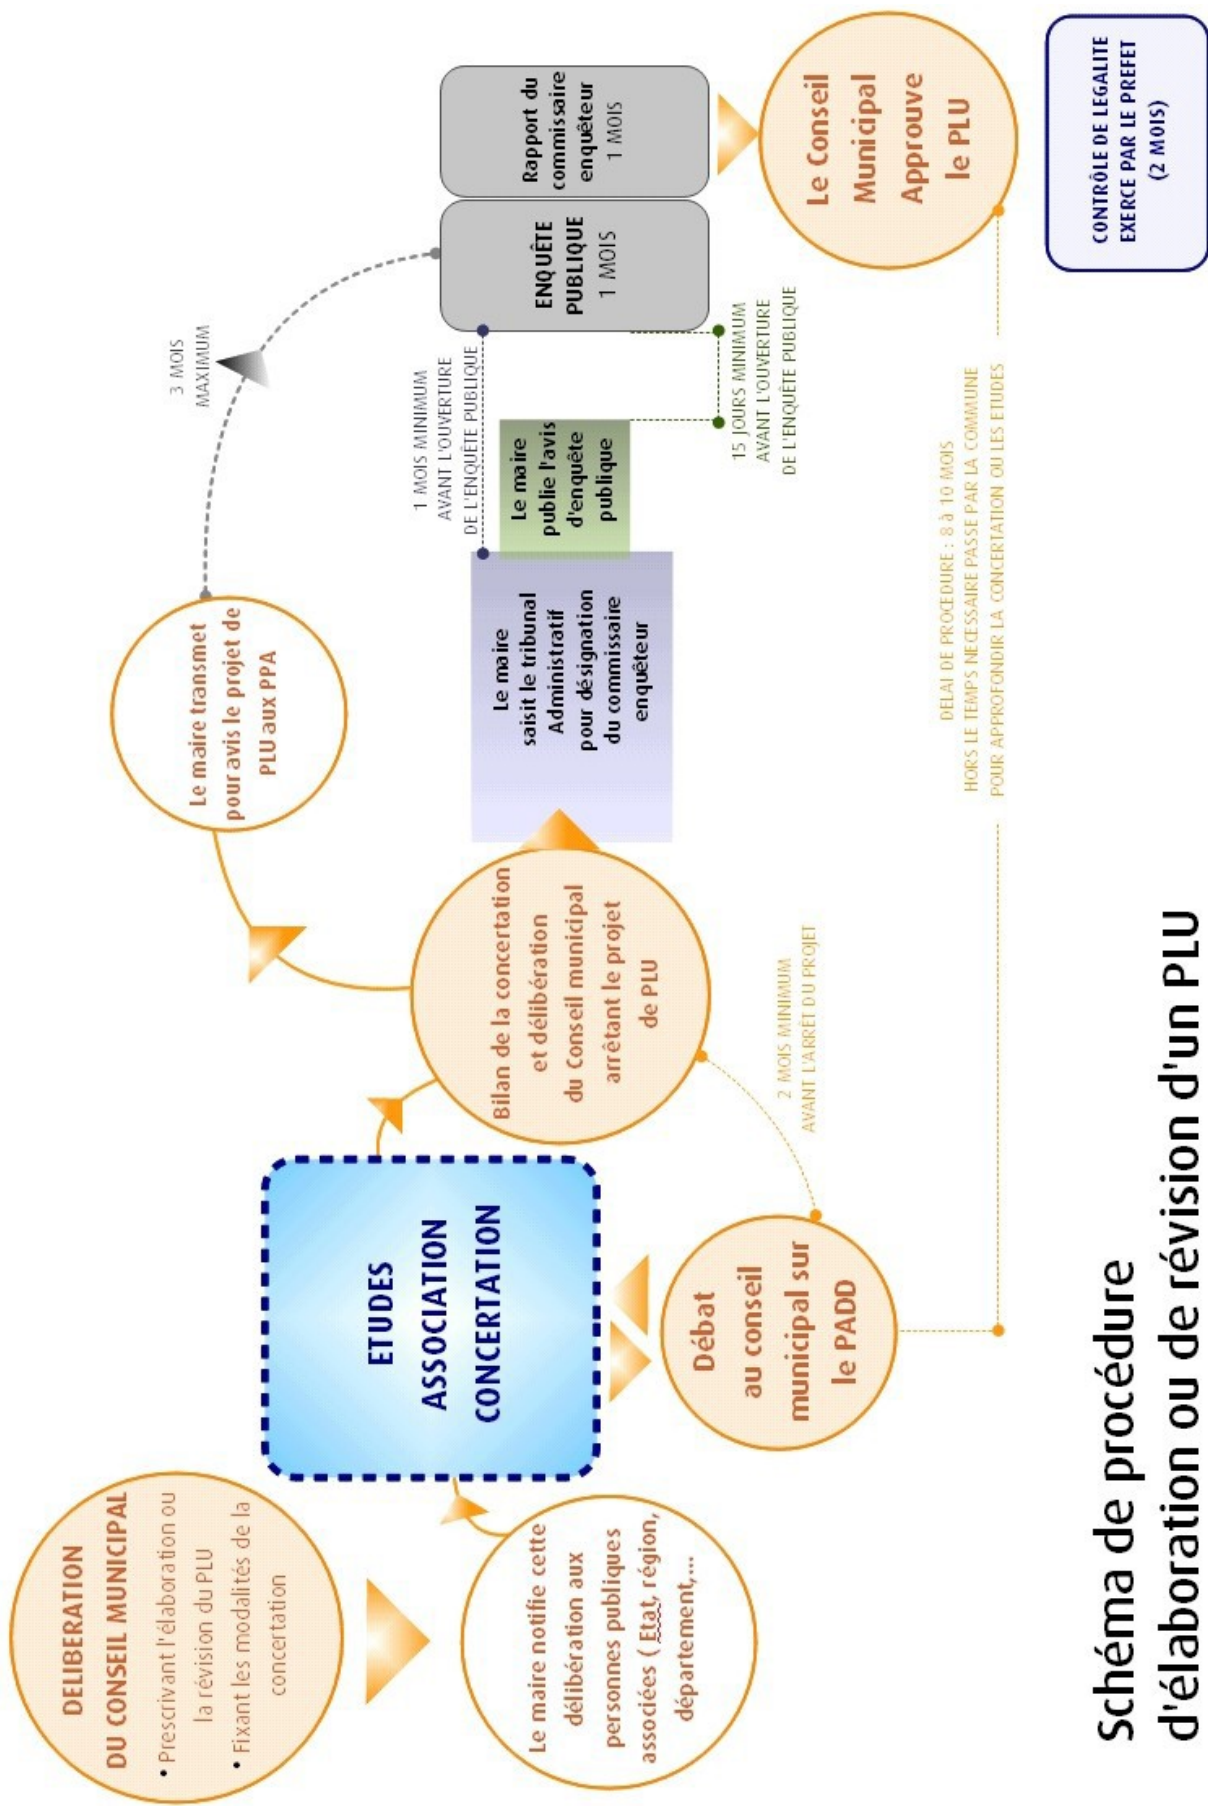 DELIBERATION
DU CONSEIL MUNICIPAL
• Prescrivant l'élaboration ou
la révision du PLU
• Fixant les modalités de la
concertation
Le maire notifie cette
délibération aux
personnes publiques
associées ( Etat, région,
département,...
ETUDES
ASSOCIATION
CONCERTATION
Débat
au conseil
municipal sur
le PADD
2 MOIS MINIMUM
AVANT L'ARRÊT DU PROJET
Bilan de la concertation
et délibération
du Conseil municipal
arrêtant le projet
de PLU
Le maire transmet
pour avis le projet de
PLU aux PPA
3 MOIS
MAXIMUM
Le maire
saisit le tribunal
Administratif
pour désignation
du commissaire
enquêteur
1 MOIS MINIMUM
AVANT L'OUVERTURE
DE L'ENQUÊTE PUBLIQUE
Le maire
publie l'avis
d'enquête
publique
15 JOURS MINIMUM
AVANT L'OUVERTURE
DE L'ENQUÊTE PUBLIQUE
ENQUÊTE
PUBLIQUE
1 MOIS
Rapport du
commissaire
enquêteur
1 MOIS
Le Conseil
Municipal
Approuve
le PLU
DELAI DE PROCEDURE : 8 à 10 MOIS
HORS LE TEMPS NECESSAIRE PASSE PAR LA COMMUNE
POUR APPROFONDIR LA CONCERTATION OU LES ETUDES
CONTRÔLE DE LEGALITE
EXERCE PAR LE PREFET
(2 MOIS)
Schéma de procédure
d'élaboration ou de révision d'un PLU